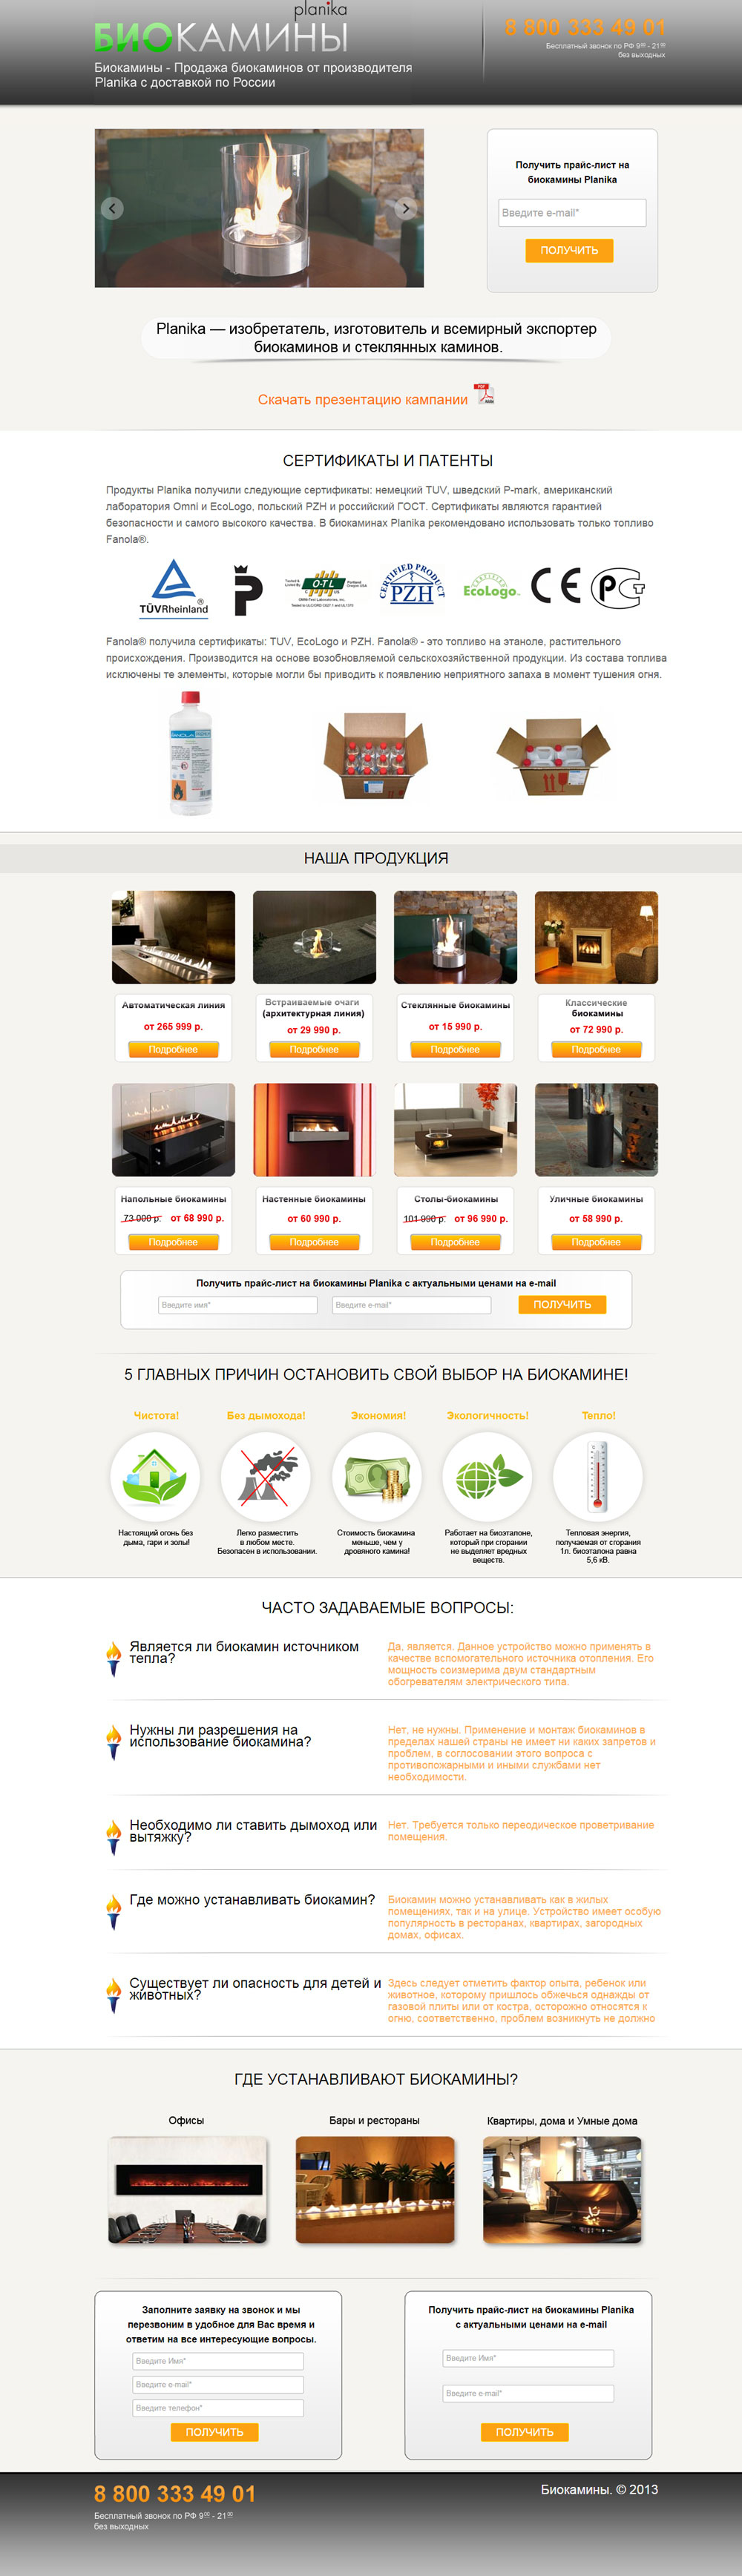 planika
БИОКАМИНЫ
Биокамины - Продажа биокаминов от производителя
Planika с доставкой по России
8 800 333 49 01
Бесплатный звонок по РФ 9⁰⁰ - 21⁰⁰
без выходных
Получить прайс-лист на
биокамины Planika
Введите e-mail*
ПОЛУЧИТЬ
Planika — изобретатель, изготовитель и всемирный экспортер
биокаминов и стеклянных каминов.
Скачать презентацию кампании
PDF
СЕРТИФИКАТЫ И ПАТЕНТЫ
Продукты Planika получили следующие сертификаты: немецкий TUV, шведский P-mark, американский
лаборатория Omni и EcoLogo, польский PZH и российский ГОСТ. Сертификаты являются гарантией
безопасности и самого высокого качества. В биокаминах Planika рекомендовано использовать только топливо
Fanola®.
TÜVRheinland®
P
O-TL
CERTIFIED PRODUCT
PZH
EcoLogo
CE
PCT
Fanola® получила сертификаты: TUV, EcoLogo и PZH. Fanola® - это топливо на этаноле, растительного
происхождения. Производится на основе возобновляемой сельскохозяйственной продукции. Из состава топлива
исключены те элементы, которые могли бы приводить к появлению неприятного запаха в момент тушения огня.
НАША ПРОДУКЦИЯ
Автоматическая линия
от 265 999 р.
Подробнее
Встраиваемые очаги
(архитектурная линия)
от 29 990 р.
Подробнее
Стеклянные биокамины
от 15 990 р.
Подробнее
Классические
биокамины
от 72 990 р.
Подробнее
Напольные биокамины
73 000 р. от 68 990 р.
Подробнее
Настенные биокамины
от 60 990 р.
Подробнее
Столы-биокамины
101 990 р. от 96 990 р.
Подробнее
Уличные биокамины
от 58 990 р.
Подробнее
Получить прайс-лист на биокамины Planika с актуальными ценами на e-mail
Введите имя*
Введите e-mail*
ПОЛУЧИТЬ
5 ГЛАВНЫХ ПРИЧИН ОСТАНОВИТЬ СВОЙ ВЫБОР НА БИОКАМИНЕ!
Чистота!
Без дымохода!
Экономия!
Экологичность!
Тепло!
Настоящий огонь без
дыма, гари и золы!
Легко разместить
в любом месте.
Безопасен в использовании.
Стоимость биокамина
меньше, чем у
дровяного камина!
Работает на биоэталоне,
который при сгорании
не выделяет вредных
веществ.
Тепловая энергия,
получаемая от сгорания
1л. биоэталона равна
5,6 кВ.
ЧАСТО ЗАДАВАЕМЫЕ ВОПРОСЫ:
Является ли биокамин источником
тепла?
Да, является. Данное устройство можно применять в
качестве вспомогательного источника отопления. Его
мощность соизмерима двум стандартным
обогревателям электрического типа.
Нужны ли разрешения на
использование биокамина?
Нет, не нужны. Применение и монтаж биокаминов в
пределах нашей страны не имеет ни каких запретов и
проблем, в соглосовании этого вопроса с
противопожарными и иными службами нет
необходимости.
Необходимо ли ставить дымоход или
вытяжку?
Нет. Требуется только переодическое проветривание
помещения.
Где можно устанавливать биокамин?
Биокамин можно устанавливать как в жилых
помещениях, так и на улице. Устройство имеет особую
популярность в ресторанах, квартирах, загородных
домах, офисах.
Существует ли опасность для детей и
животных?
Здесь следует отметить фактор опыта, ребенок или
животное, которому пришлось обжечься однажды от
газовой плиты или от костра, осторожно относятся к
огню, соответственно, проблем возникнуть не должно
ГДЕ УСТАНАВЛИВАЮТ БИОКАМИНЫ?
Офисы
Бары и рестораны
Квартиры, дома и Умные дома
Заполните заявку на звонок и мы
перезвоним в удобное для Вас время и
ответим на все интересующие вопросы.
Введите Имя*
Введите e-mail*
Введите телефон*
ПОЛУЧИТЬ
Получить прайс-лист на биокамины Planika
с актуальными ценами на e-mail
Введите Имя*
Введите e-mail*
ПОЛУЧИТЬ
8 800 333 49 01
Бесплатный звонок по РФ 9⁰⁰ - 21⁰⁰
без выходных
Биокамины. © 2013